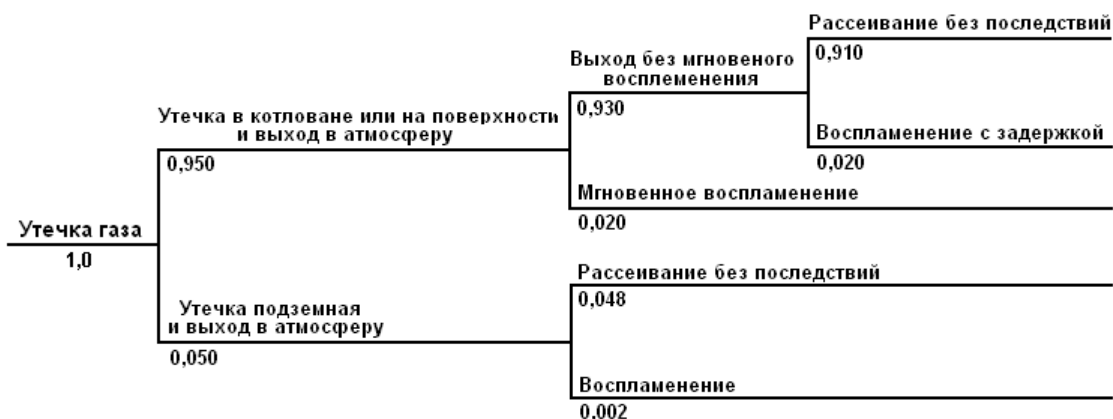 Рассеивание без последствий
0,910
Выход без мгновеного
восплеменения
0,930
Утечка в котловане или на поверхности
и выход в атмосферу
0,950
Воспламенение с задержкой
0,020
Мгновенное воспламенение
0,020
Утечка газа
1,0
Рассеивание без последствий
0,048
Утечка подземная
и выход в атмосферу
0,050
Воспламенение
0,002